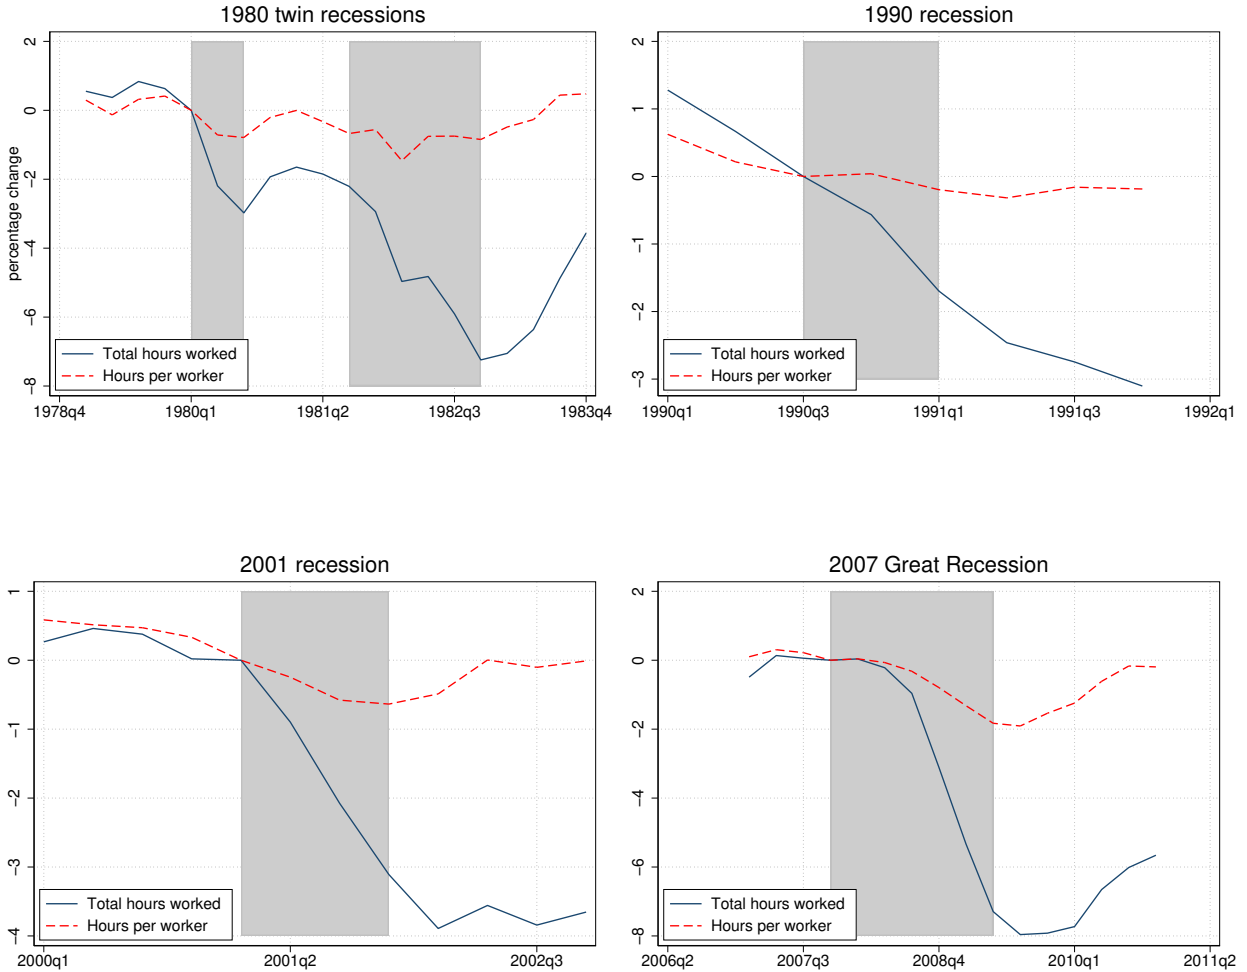 1980 twin recessions
percentage change
2
0
−2
−4
−6
−8
Total hours worked
Hours per worker
1978q4 1980q1 1981q2 1982q3 1983q4
1990 recession
2
1
0
−1
−2
−3
Total hours worked
Hours per worker
1990q1 1990q3 1991q1 1991q3 1992q1
2001 recession
1
0
−1
−2
−3
−4
Total hours worked
Hours per worker
2000q1 2001q2 2002q3
2007 Great Recession
2
0
−2
−4
−6
−8
Total hours worked
Hours per worker
2006q2 2007q3 2008q4 2010q1 2011q2